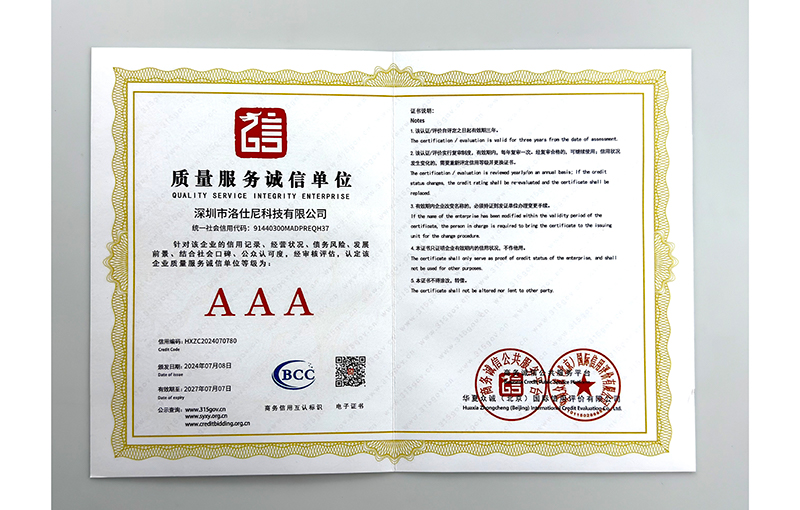 信
质量服务诚信单位
QUALITY SERVICE INTEGRITY ENTERPRISE
深圳市洛仕尼科技有限公司
统一社会信用代码：91440300MADPREQH37
针对该企业的信用记录、经营状况、债务风险、发展
前景、结合社会口碑、公众认可度，经审核评估，认定该
企业质量服务诚信单位等级为：
AAA
信用编码：HXZC2024070780
Credit Code
颁发日期：2024年07月08日
Date of issue
有效期至：2027年07月07日
Date of expiry
公示查询：www.315gov.cn
www.syxy.org.cn
www.creditbidding.org.cn
BCC
商务信用互认标识
电子证书
证书说明：
Notes
1. 该认证/评价自评定之日起有效期三年。
The certification / evaluation is valid for three years from the date of assessment.
2. 该认证/评价实行复审制度，有效期内，每年复审一次，经复审合格的，可继续使用；信用状况
发生变化的，需要重新评定信用等级并更换证书。
The certification / evaluation is reviewed yearly/on an annual basis; If the credit
status changes, the credit rating shall be re-evaluated and the certificate shall be
replaced.
3. 有效期内企业改变名称的，必须持证到发证单位办理变更手续。
If the name of the enterprise has been modified within the validity period of the
certificate, the person in charge is required to bring the certificate to the issuing
unit for the change procedure.
4. 本证书只证明企业有效期内的信用状况，不作他用。
The certificate shall only serve as proof of credit status of the enterprise, and shall
not be used for other purposes.
5. 本证书不得涂改，转借。
The certificate shall not be altered nor lent to other party.
商务诚信公共服务平台
华夏众诚（北京）国际信用评价有限公司
Huaxia Zhongcheng (Beijing) International Credit Evaluation Co., Ltd.